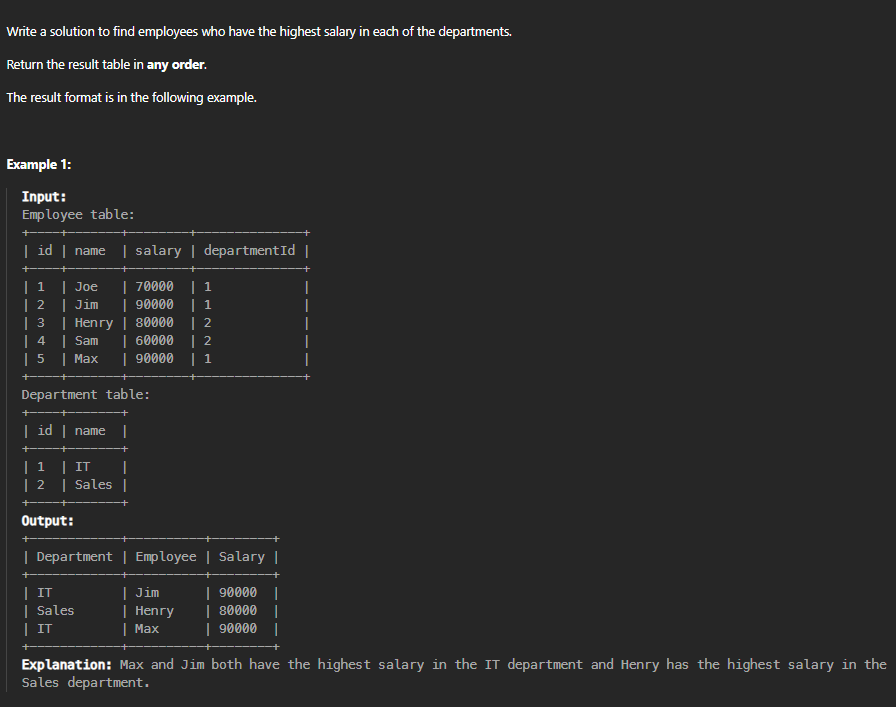 Write a solution to find employees who have the highest salary in each of the departments.
Return the result table in any order.
The result format is in the following example.
Example 1:
Input:
Employee table:
+----+-------+--------+--------------+
| id | name  | salary | departmentId |
+----+-------+--------+--------------+
| 1  | Joe   | 70000  | 1            |
| 2  | Jim   | 90000  | 1            |
| 3  | Henry | 80000  | 2            |
| 4  | Sam   | 60000  | 2            |
| 5  | Max   | 90000  | 1            |
+----+-------+--------+--------------+
Department table:
+----+-------+
| id | name  |
+----+-------+
| 1  | IT    |
| 2  | Sales |
+----+-------+
Output:
+------------+----------+--------+
| Department | Employee | Salary |
+------------+----------+--------+
| IT         | Jim      | 90000  |
| Sales      | Henry    | 80000  |
| IT         | Max      | 90000  |
+------------+----------+--------+
Explanation: Max and Jim both have the highest salary in the IT department and Henry has the highest salary in the
Sales department.